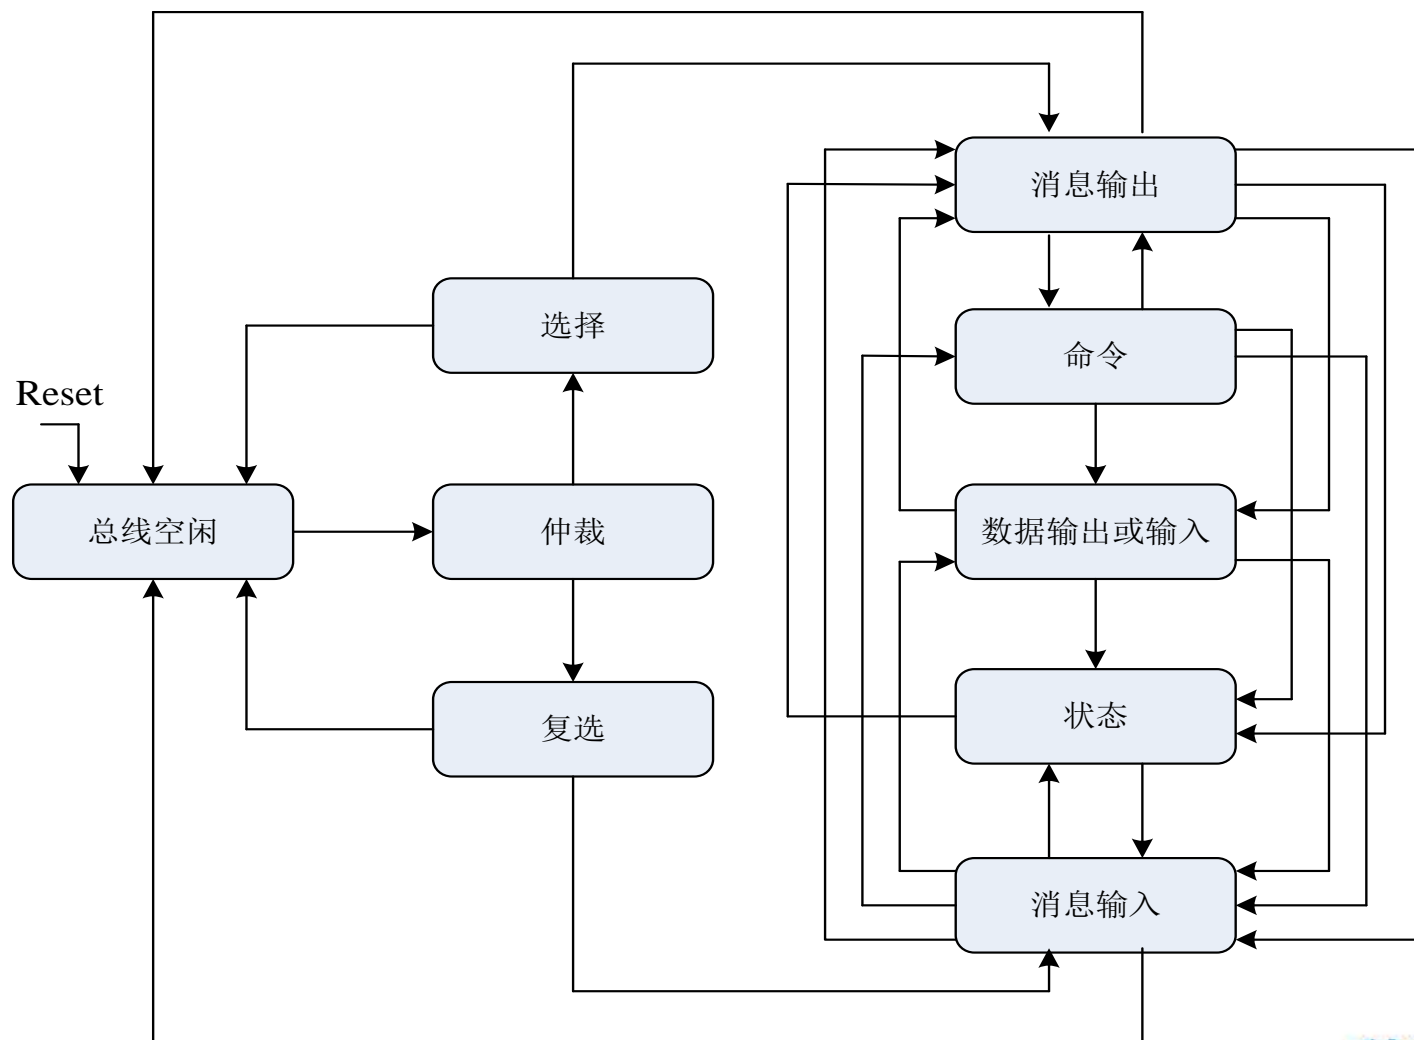 消息输出
选择
命令
Reset
总线空闲
仲裁
数据输出或输入
复选
状态
消息输入